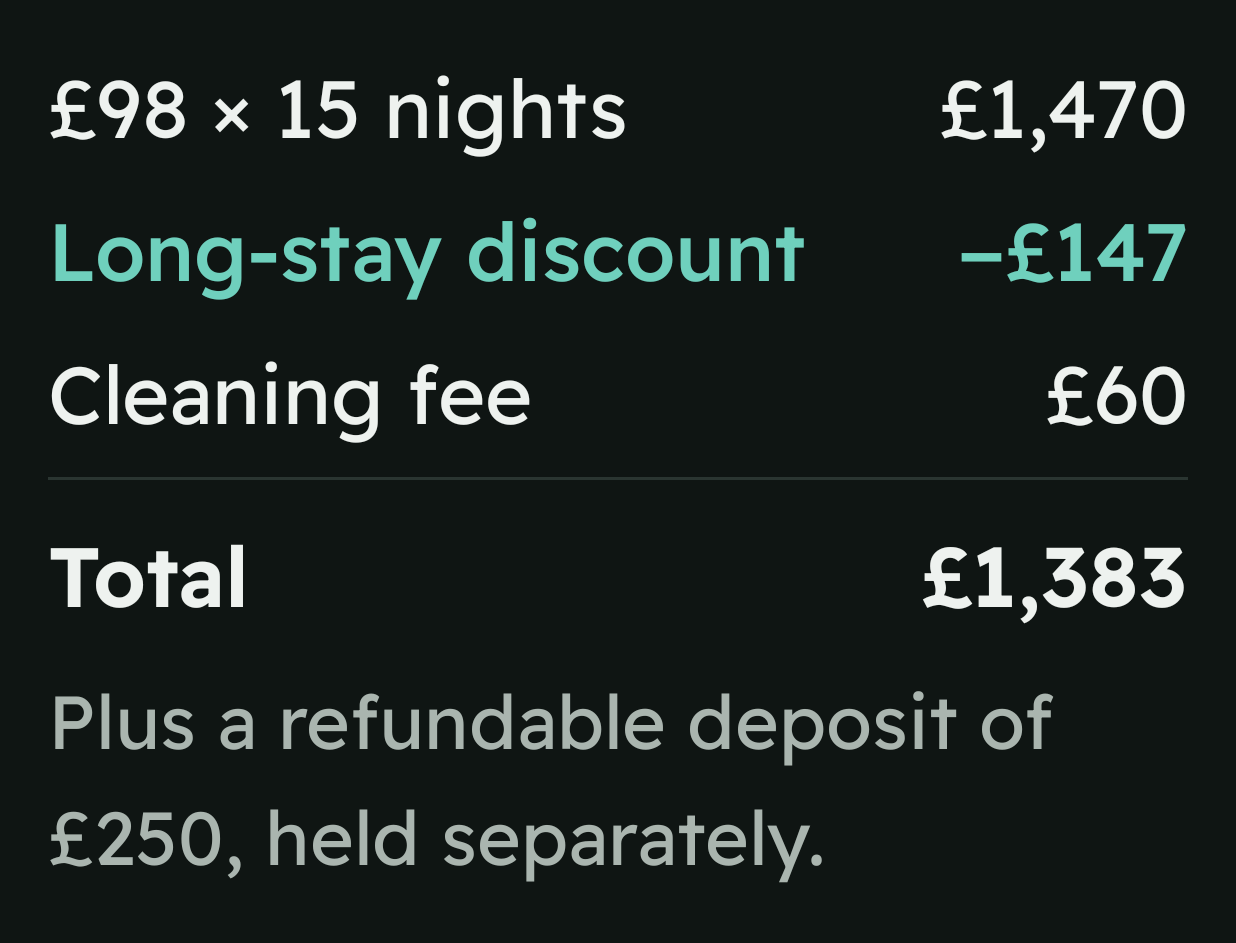 £98 × 15 nights £1,470
Long-stay discount –£147
Cleaning fee £60
Total £1,383
Plus a refundable deposit of
£250, held separately.